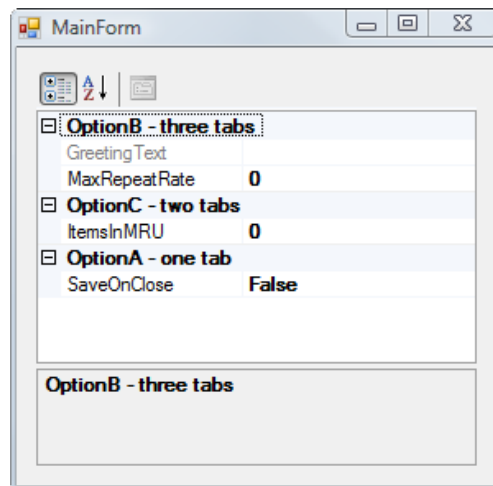 MainForm
A
Z
OptionB - three tabs
GreetingText
MaxRepeatRate 0
OptionC - two tabs
ItemsInMRU 0
OptionA - one tab
SaveOnClose False
OptionB - three tabs